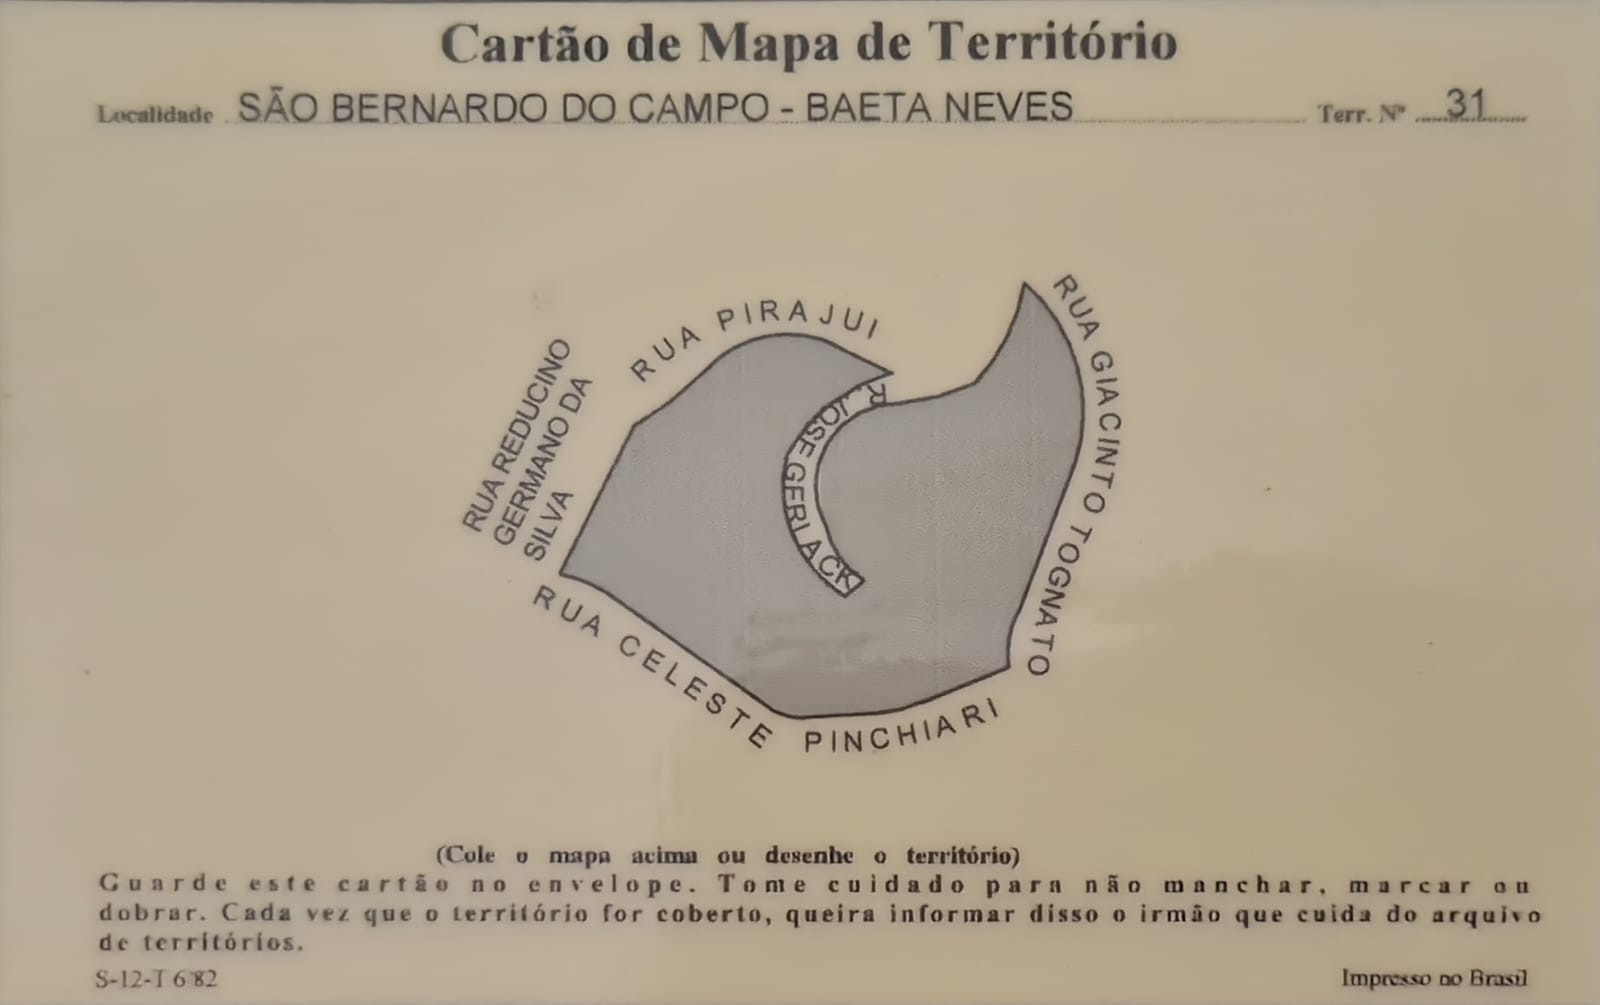 Cartão de Mapa de Território
Localidade SÃO BERNARDO DO CAMPO - BAETA NEVES Terr. Nº 31
RUA PIRAJUI
RUA GIACINTO TOGNATO
R. JOSE GERLACK
RUA REDUCINO
GERMANO DA
SILVA
RUA CELESTE PINCHIARI
(Cole o mapa acima ou desenhe o território)
Guarde este cartão no envelope. Tome cuidado para não manchar, marcar ou
dobrar. Cada vez que o território for coberto, queira informar disso o irmão que cuida do arquivo
de territórios.
S-12-T 6/82 Impresso no Brasil